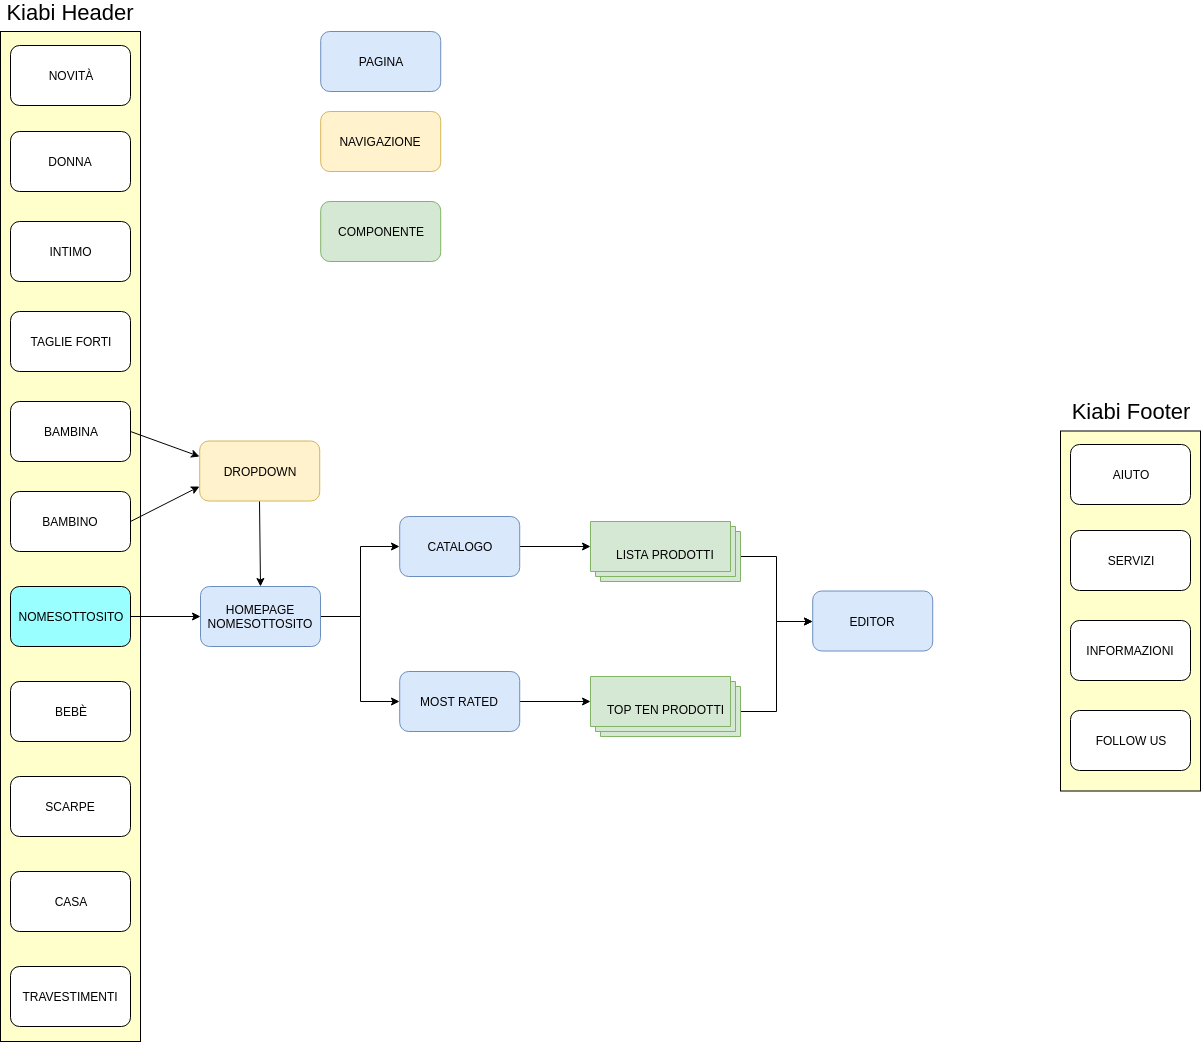 Kiabi Header
NOVITÀ
DONNA
INTIMO
TAGLIE FORTI
BAMBINA
BAMBINO
NOMESOTTOSITO
BEBÈ
SCARPE
CASA
TRAVESTIMENTI
PAGINA
NAVIGAZIONE
COMPONENTE
DROPDOWN
HOMEPAGE
NOMESOTTOSITO
CATALOGO
MOST RATED
LISTA PRODOTTI
TOP TEN PRODOTTI
EDITOR
Kiabi Footer
AIUTO
SERVIZI
INFORMAZIONI
FOLLOW US